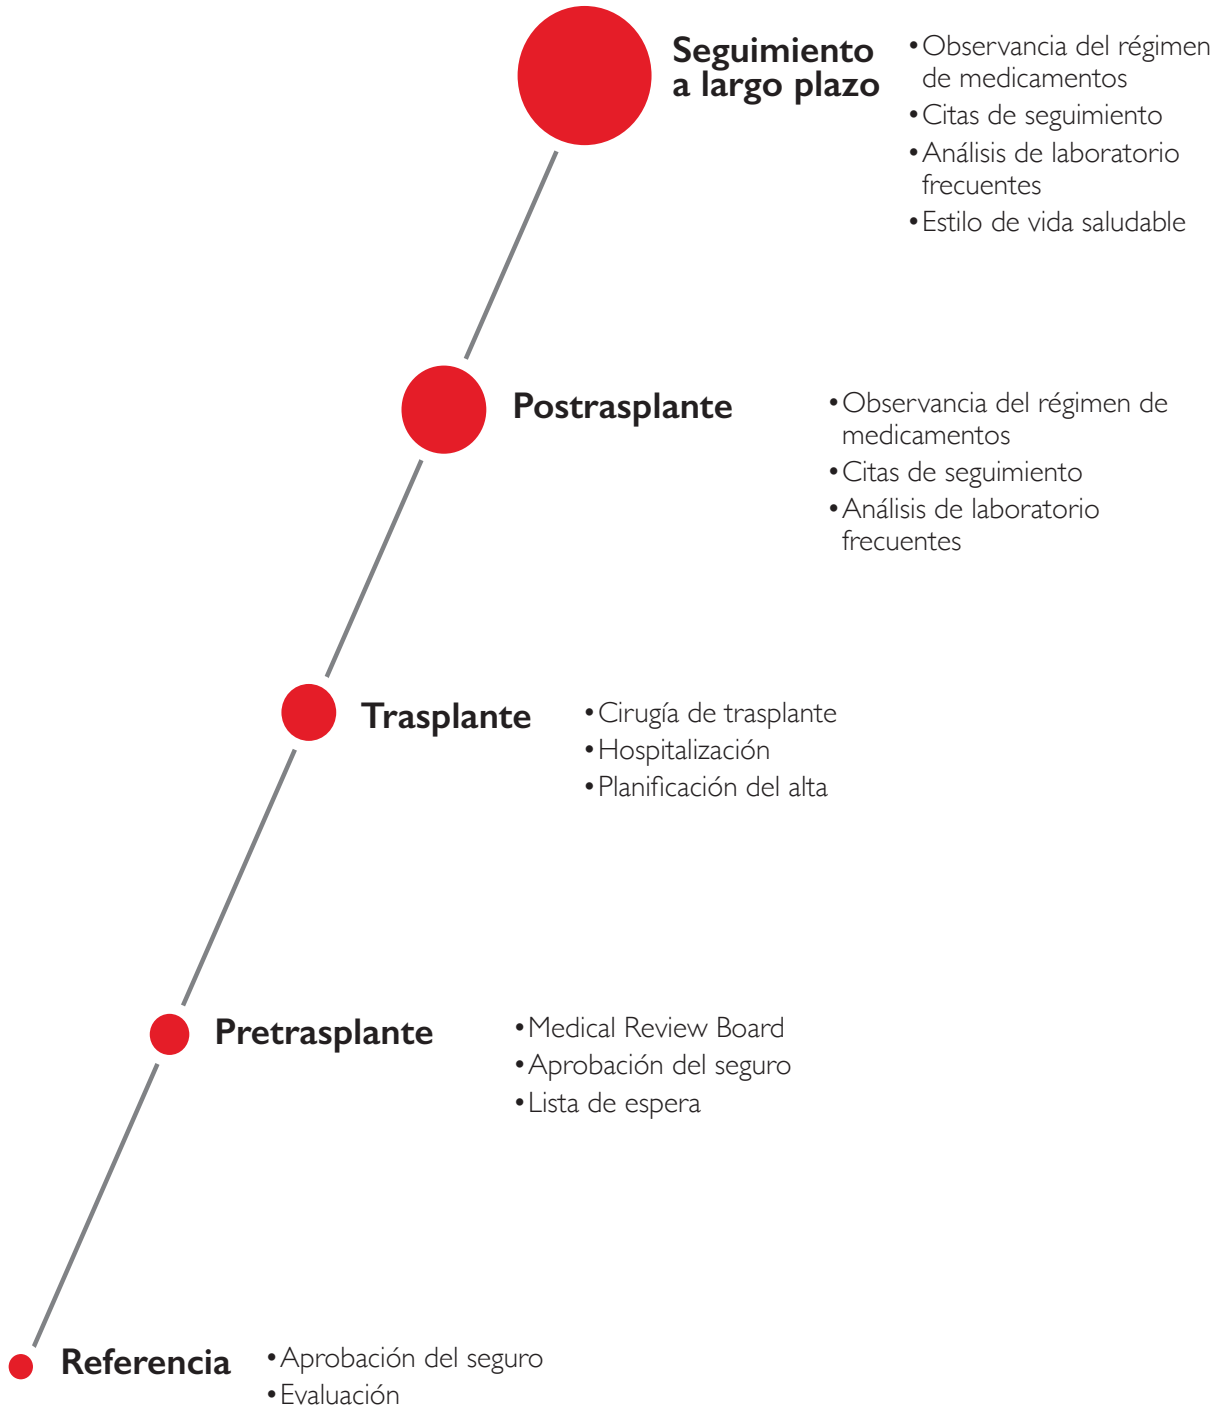 Seguimiento
a largo plazo
•Observancia del régimen
de medicamentos
•Citas de seguimiento
•Análisis de laboratorio
frecuentes
•Estilo de vida saludable
Postrasplante
•Observancia del régimen de
medicamentos
•Citas de seguimiento
•Análisis de laboratorio
frecuentes
Trasplante
•Cirugía de trasplante
•Hospitalización
•Planificación del alta
Pretrasplante
•Medical Review Board
•Aprobación del seguro
•Lista de espera
Referencia
•Aprobación del seguro
•Evaluación